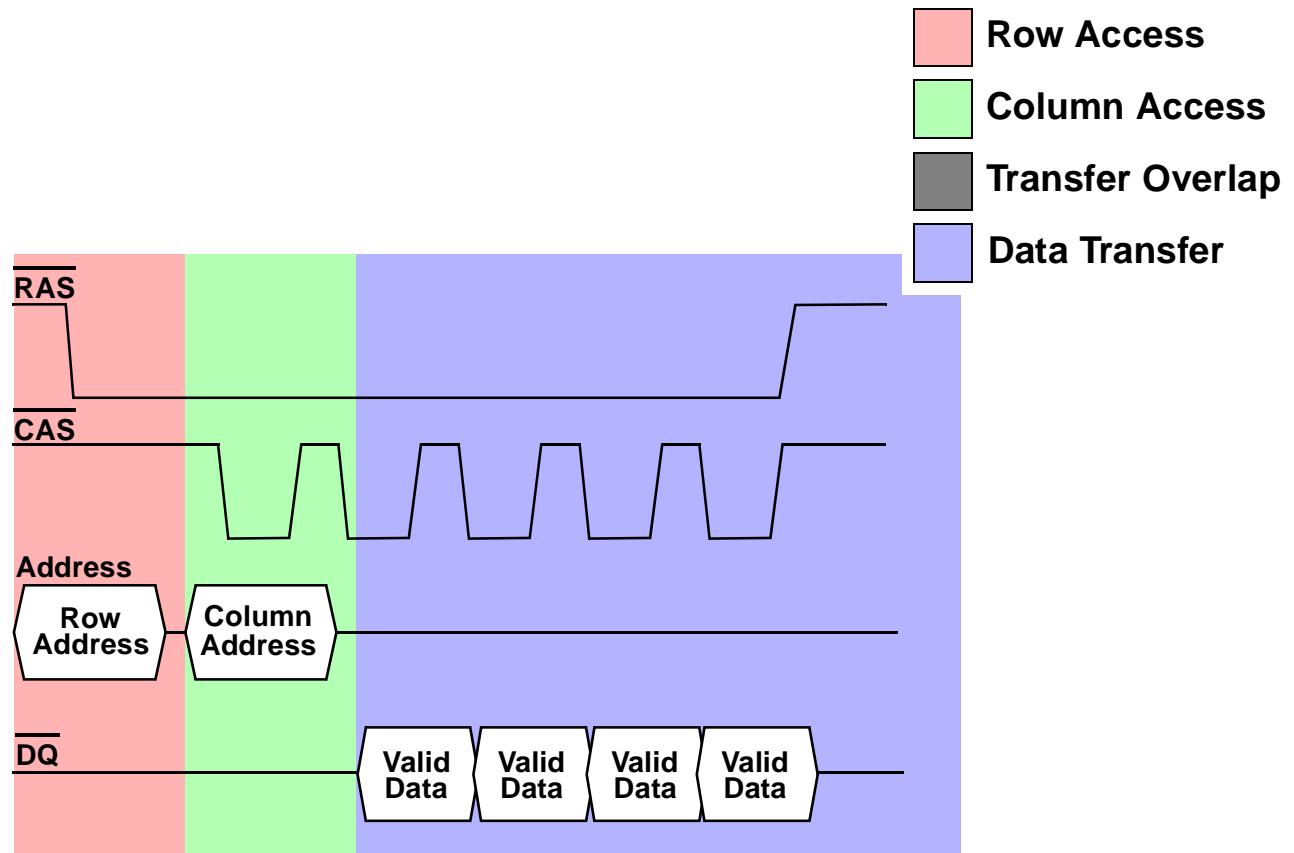 Row Access
Column Access
Transfer Overlap
Data Transfer
RAS
CAS
Address
Row
Address
Column
Address
DQ
Valid
Data
Valid
Data
Valid
Data
Valid
Data